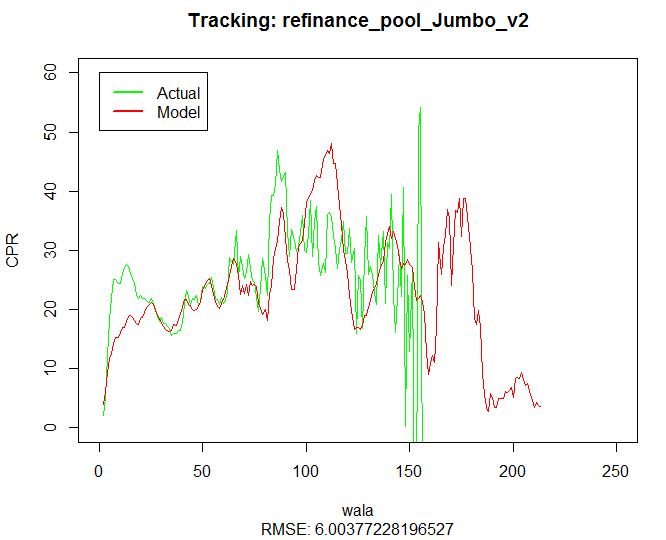 Tracking: refinance_pool_Jumbo_v2
Actual
Model
CPR
60
50
40
30
20
10
0
0 50 100 150 200 250
wala
RMSE: 6.00377228196527